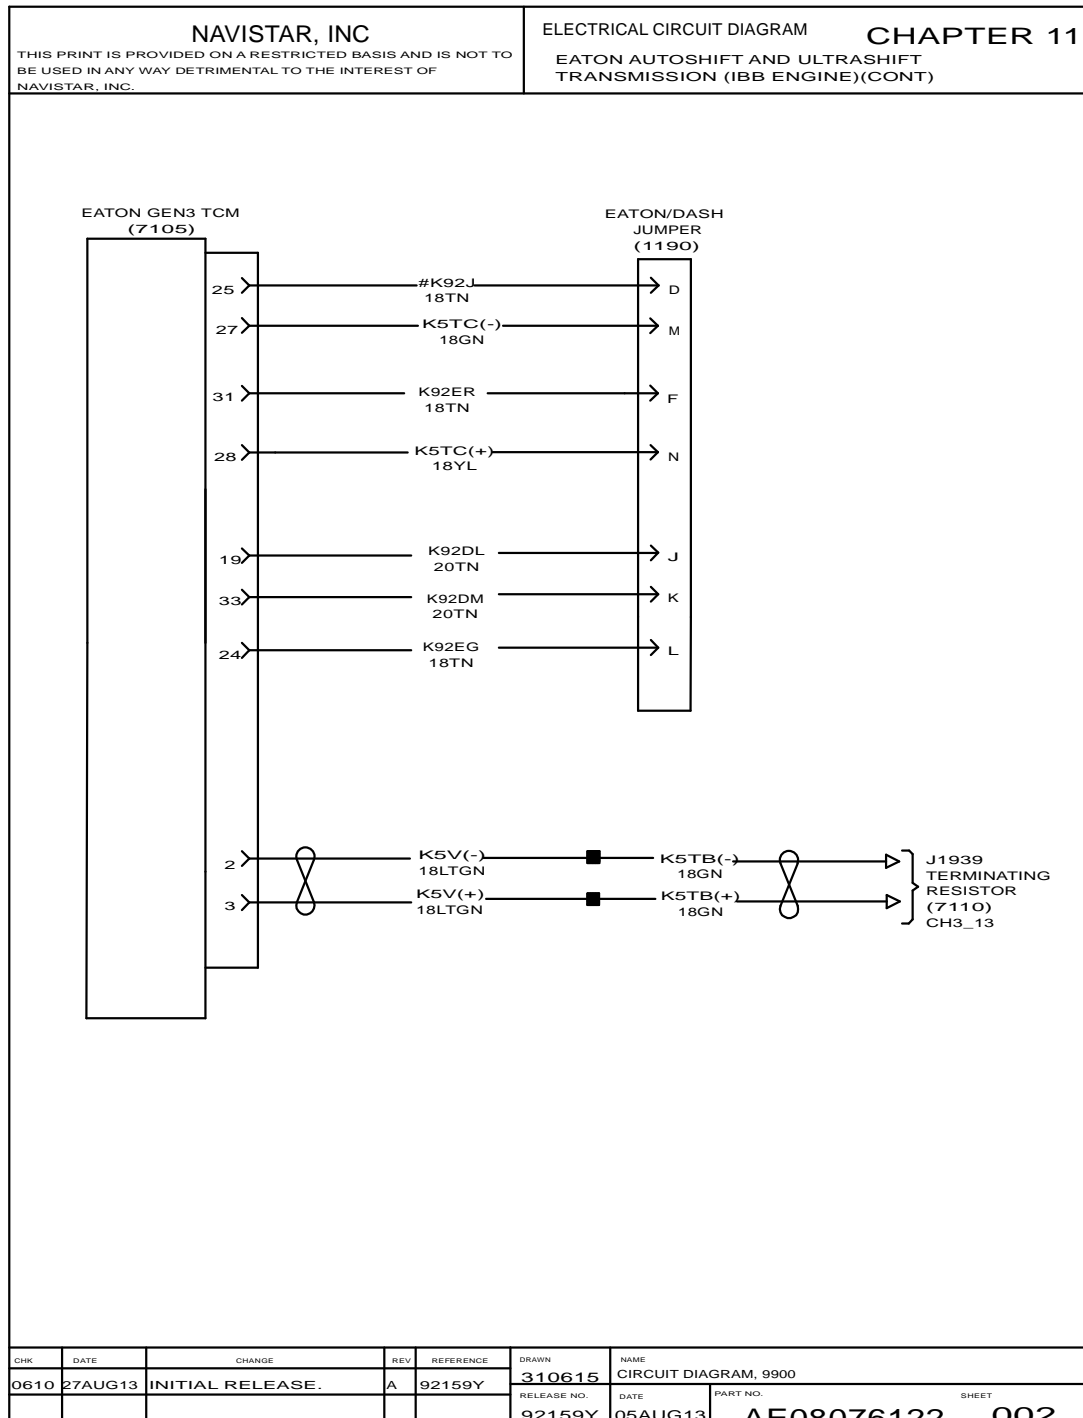 NAVISTAR, INC
THIS PRINT IS PROVIDED ON A RESTRICTED BASIS AND IS NOT TO
BE USED IN ANY WAY DETRIMENTAL TO THE INTEREST OF
NAVISTAR, INC.
ELECTRICAL CIRCUIT DIAGRAM
CHAPTER 11
EATON AUTOSHIFT AND ULTRASHIFT
TRANSMISSION (IBB ENGINE)(CONT)
EATON GEN3 TCM
(7105)
EATON/DASH
JUMPER
(1190)
25
#K92J
18TN
D
27
K5TC(-)
18GN
M
31
K92ER
18TN
F
28
K5TC(+)
18YL
N
19
K92DL
20TN
J
33
K92DM
20TN
K
24
K92EG
18TN
L
2
K5V(-)
18LTGN
K5TB(-)
18GN
3
K5V(+)
18LTGN
K5TB(+)
18GN
J1939
TERMINATING
RESISTOR
(7110)
CH3_13
CHK DATE CHANGE REV REFERENCE
0610 27AUG13 INITIAL RELEASE. A 92159Y
DRAWN
310615
NAME
CIRCUIT DIAGRAM, 9900
RELEASE NO.
92159Y
DATE
05AUG13
PART NO.
AE08076122
SHEET
002